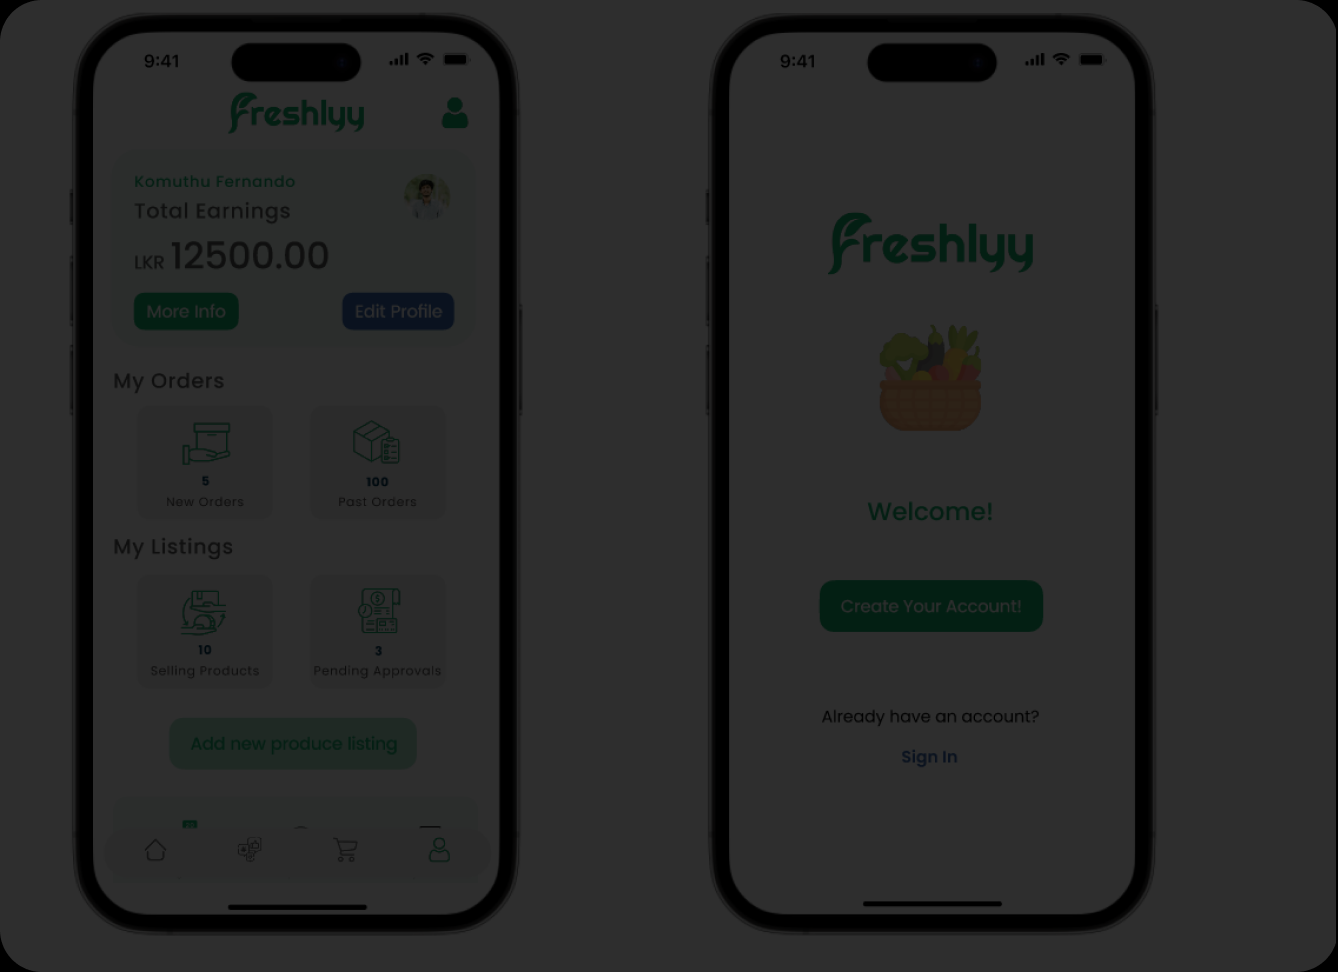 9:41
Freshlyy
Komuthu Fernando
Total Earnings
LKR 12500.00
More Info
Edit Profile
My Orders
5
New Orders
100
Past Orders
My Listings
10
Selling Products
3
Pending Approvals
Add new produce listing
9:41
Freshlyy
Welcome!
Create Your Account!
Already have an account?
Sign In